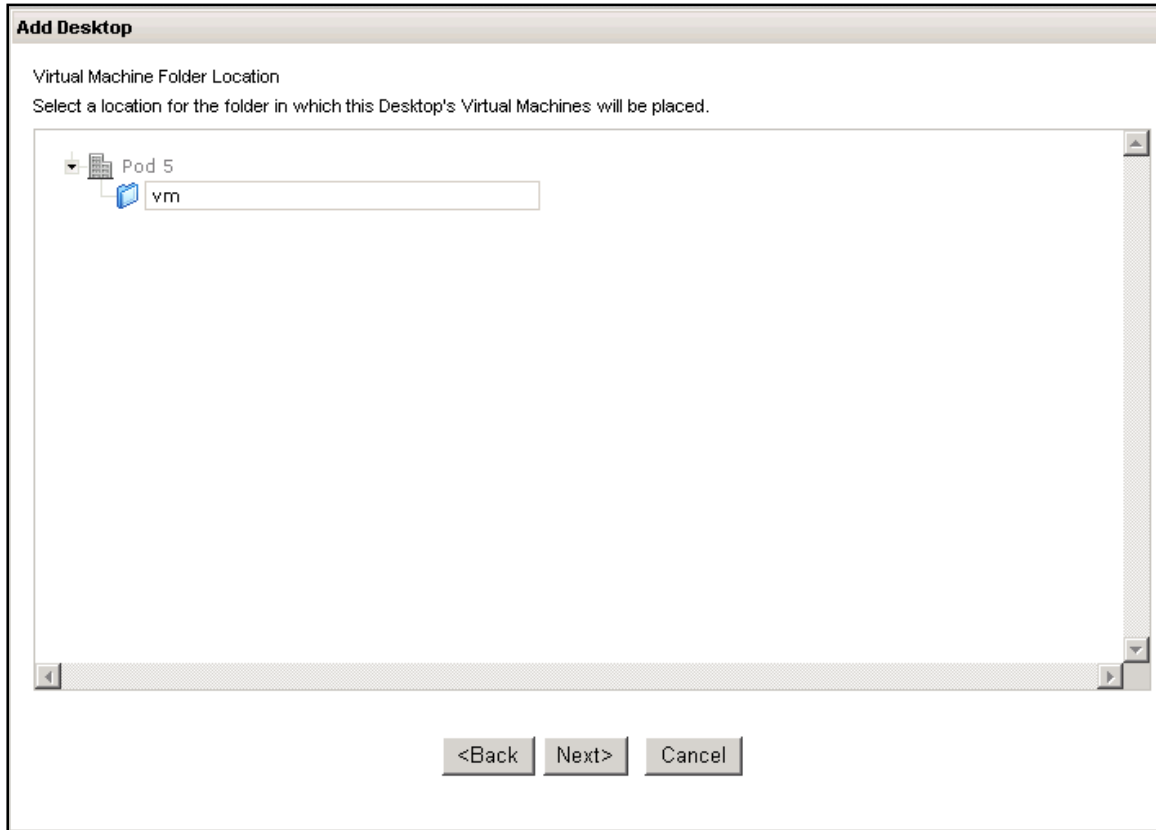 Add Desktop
Virtual Machine Folder Location
Select a location for the folder in which this Desktop's Virtual Machines will be placed.
Pod 5
vm
<Back Next> Cancel